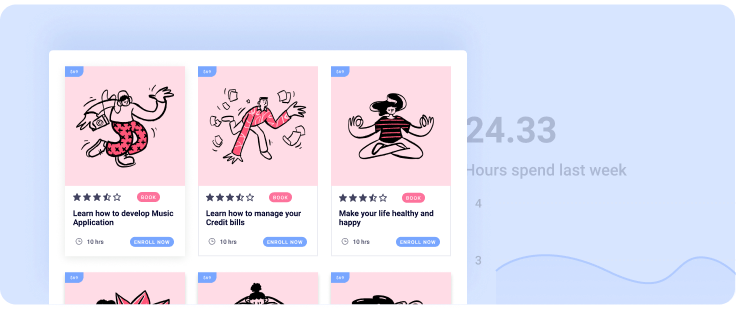 $69
$69
$69
BOOK
BOOK
BOOK
Learn how to develop Music
Application
Learn how to manage your
Credit bills
Make your life healthy and
happy
10 hrs
ENROLL NOW
10 hrs
ENROLL NOW
10 hrs
ENROLL NOW
24.33
Hours spend last week
4
3
$69
$69
$69